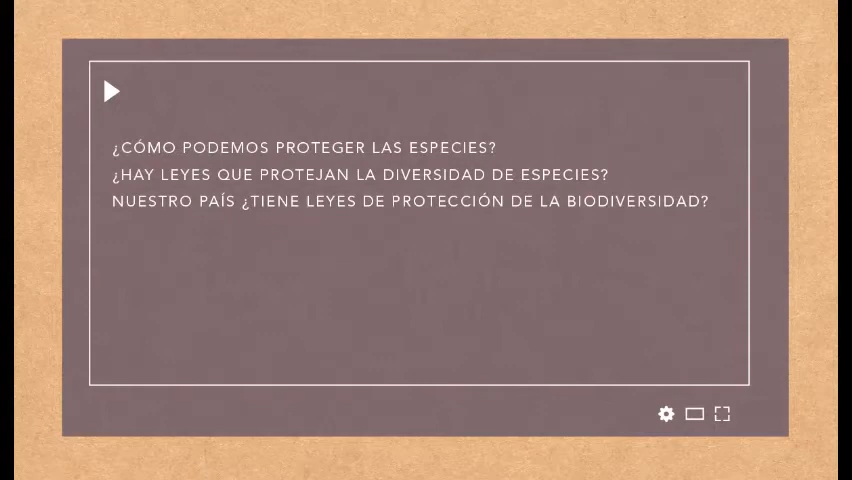 ¿CÓMO PODEMOS PROTEGER LAS ESPECIES?
¿HAY LEYES QUE PROTEJAN LA DIVERSIDAD DE ESPECIES?
NUESTRO PAÍS ¿TIENE LEYES DE PROTECCIÓN DE LA BIODIVERSIDAD?